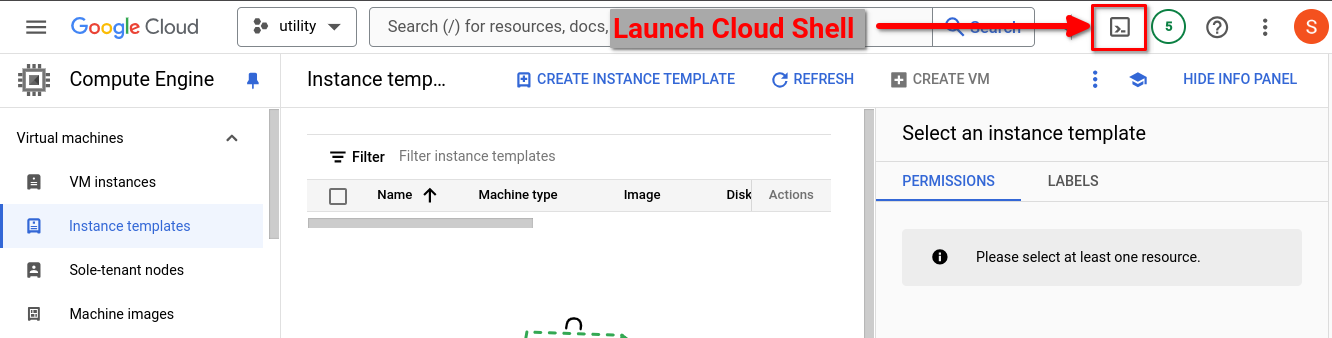 Google Cloud
utility
Search (/) for resources, docs,
Launch Cloud Shell
Search
5
S
Compute Engine
Instance temp...
CREATE INSTANCE TEMPLATE
REFRESH
CREATE VM
HIDE INFO PANEL
Virtual machines
VM instances
Instance templates
Sole-tenant nodes
Machine images
Filter
Filter instance templates
Name
Machine type
Image
Disk
Actions
Select an instance template
PERMISSIONS
LABELS
Please select at least one resource.